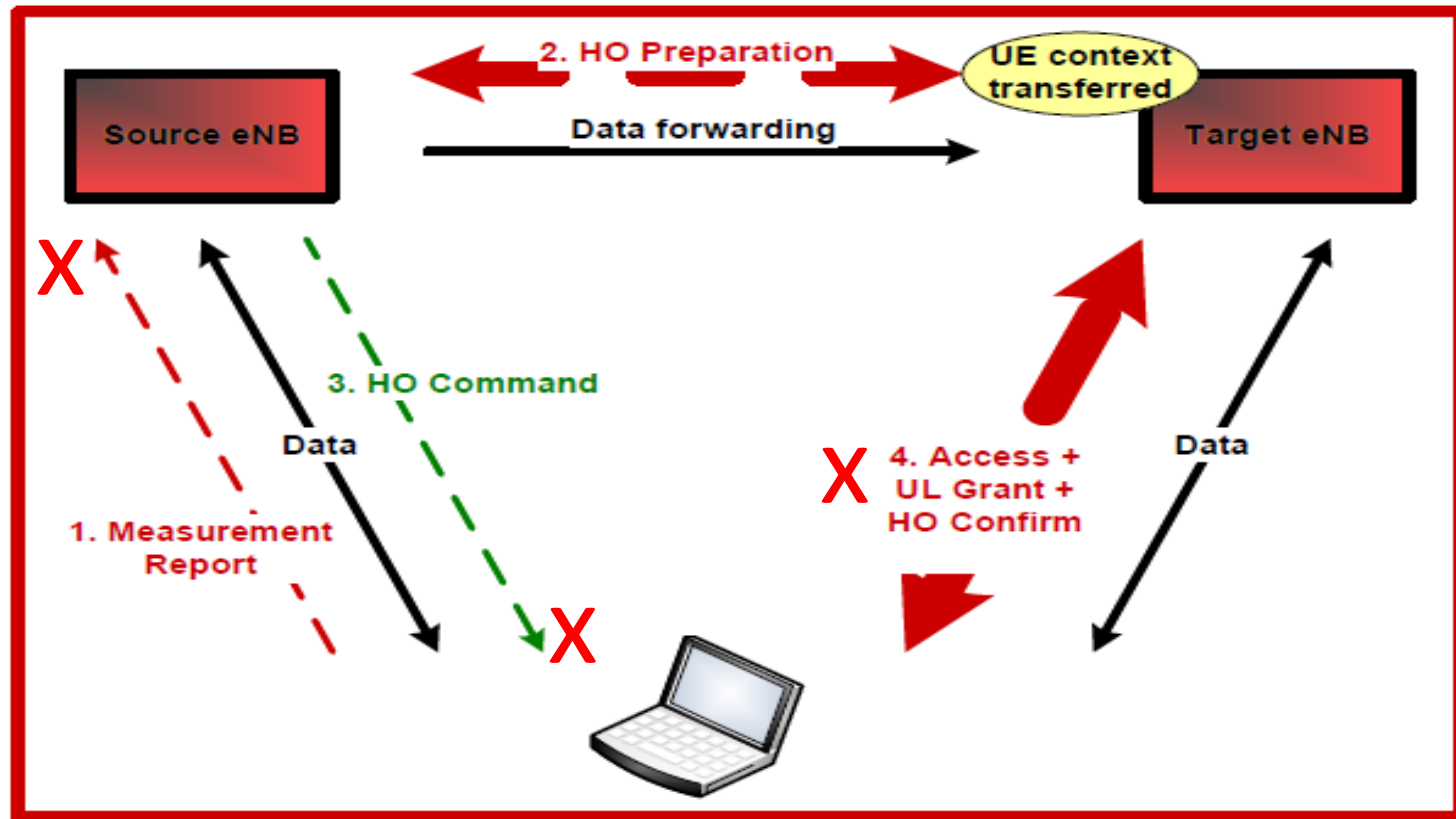 2. HO Preparation
UE context
transferred
Source eNB
Data forwarding
Target eNB
X
3. HO Command
Data
X
4. Access +
UL Grant +
HO Confirm
Data
1. Measurement
Report
X